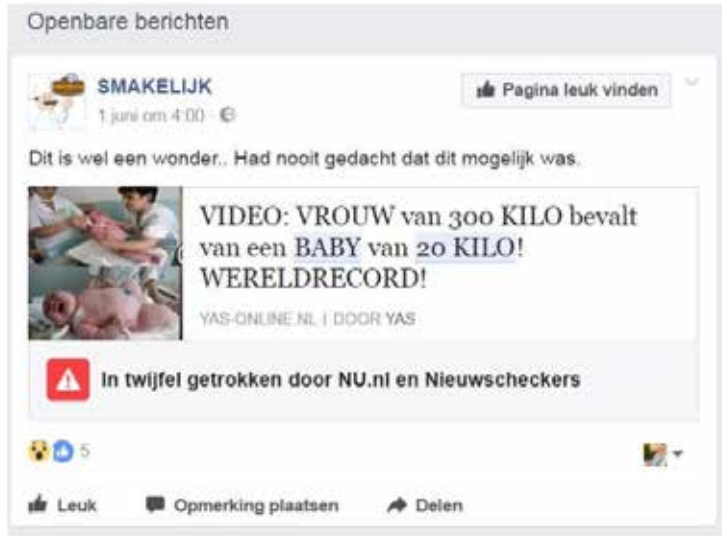 Openbare berichten
SMAKELIJK
Pagina leuk vinden
1 juni om 4:00
Dit is wel een wonder.. Had nooit gedacht dat dit mogelijk was.
VIDEO: VROUW van 300 KILO bevalt
van een BABY van 20 KILO!
WERELDRECORD!
YAS-ONLINE.NL | DOOR YAS
In twijfel getrokken door NU.nl en Nieuwscheckers
5
Leuk Opmerking plaatsen Delen